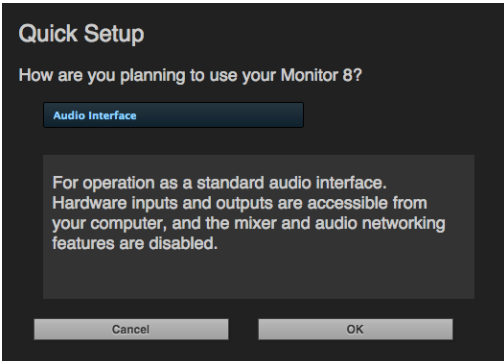 Quick Setup
How are you planning to use your Monitor 8?
Audio Interface
For operation as a standard audio interface.
Hardware inputs and outputs are accessible from
your computer, and the mixer and audio networking
features are disabled.
Cancel
OK